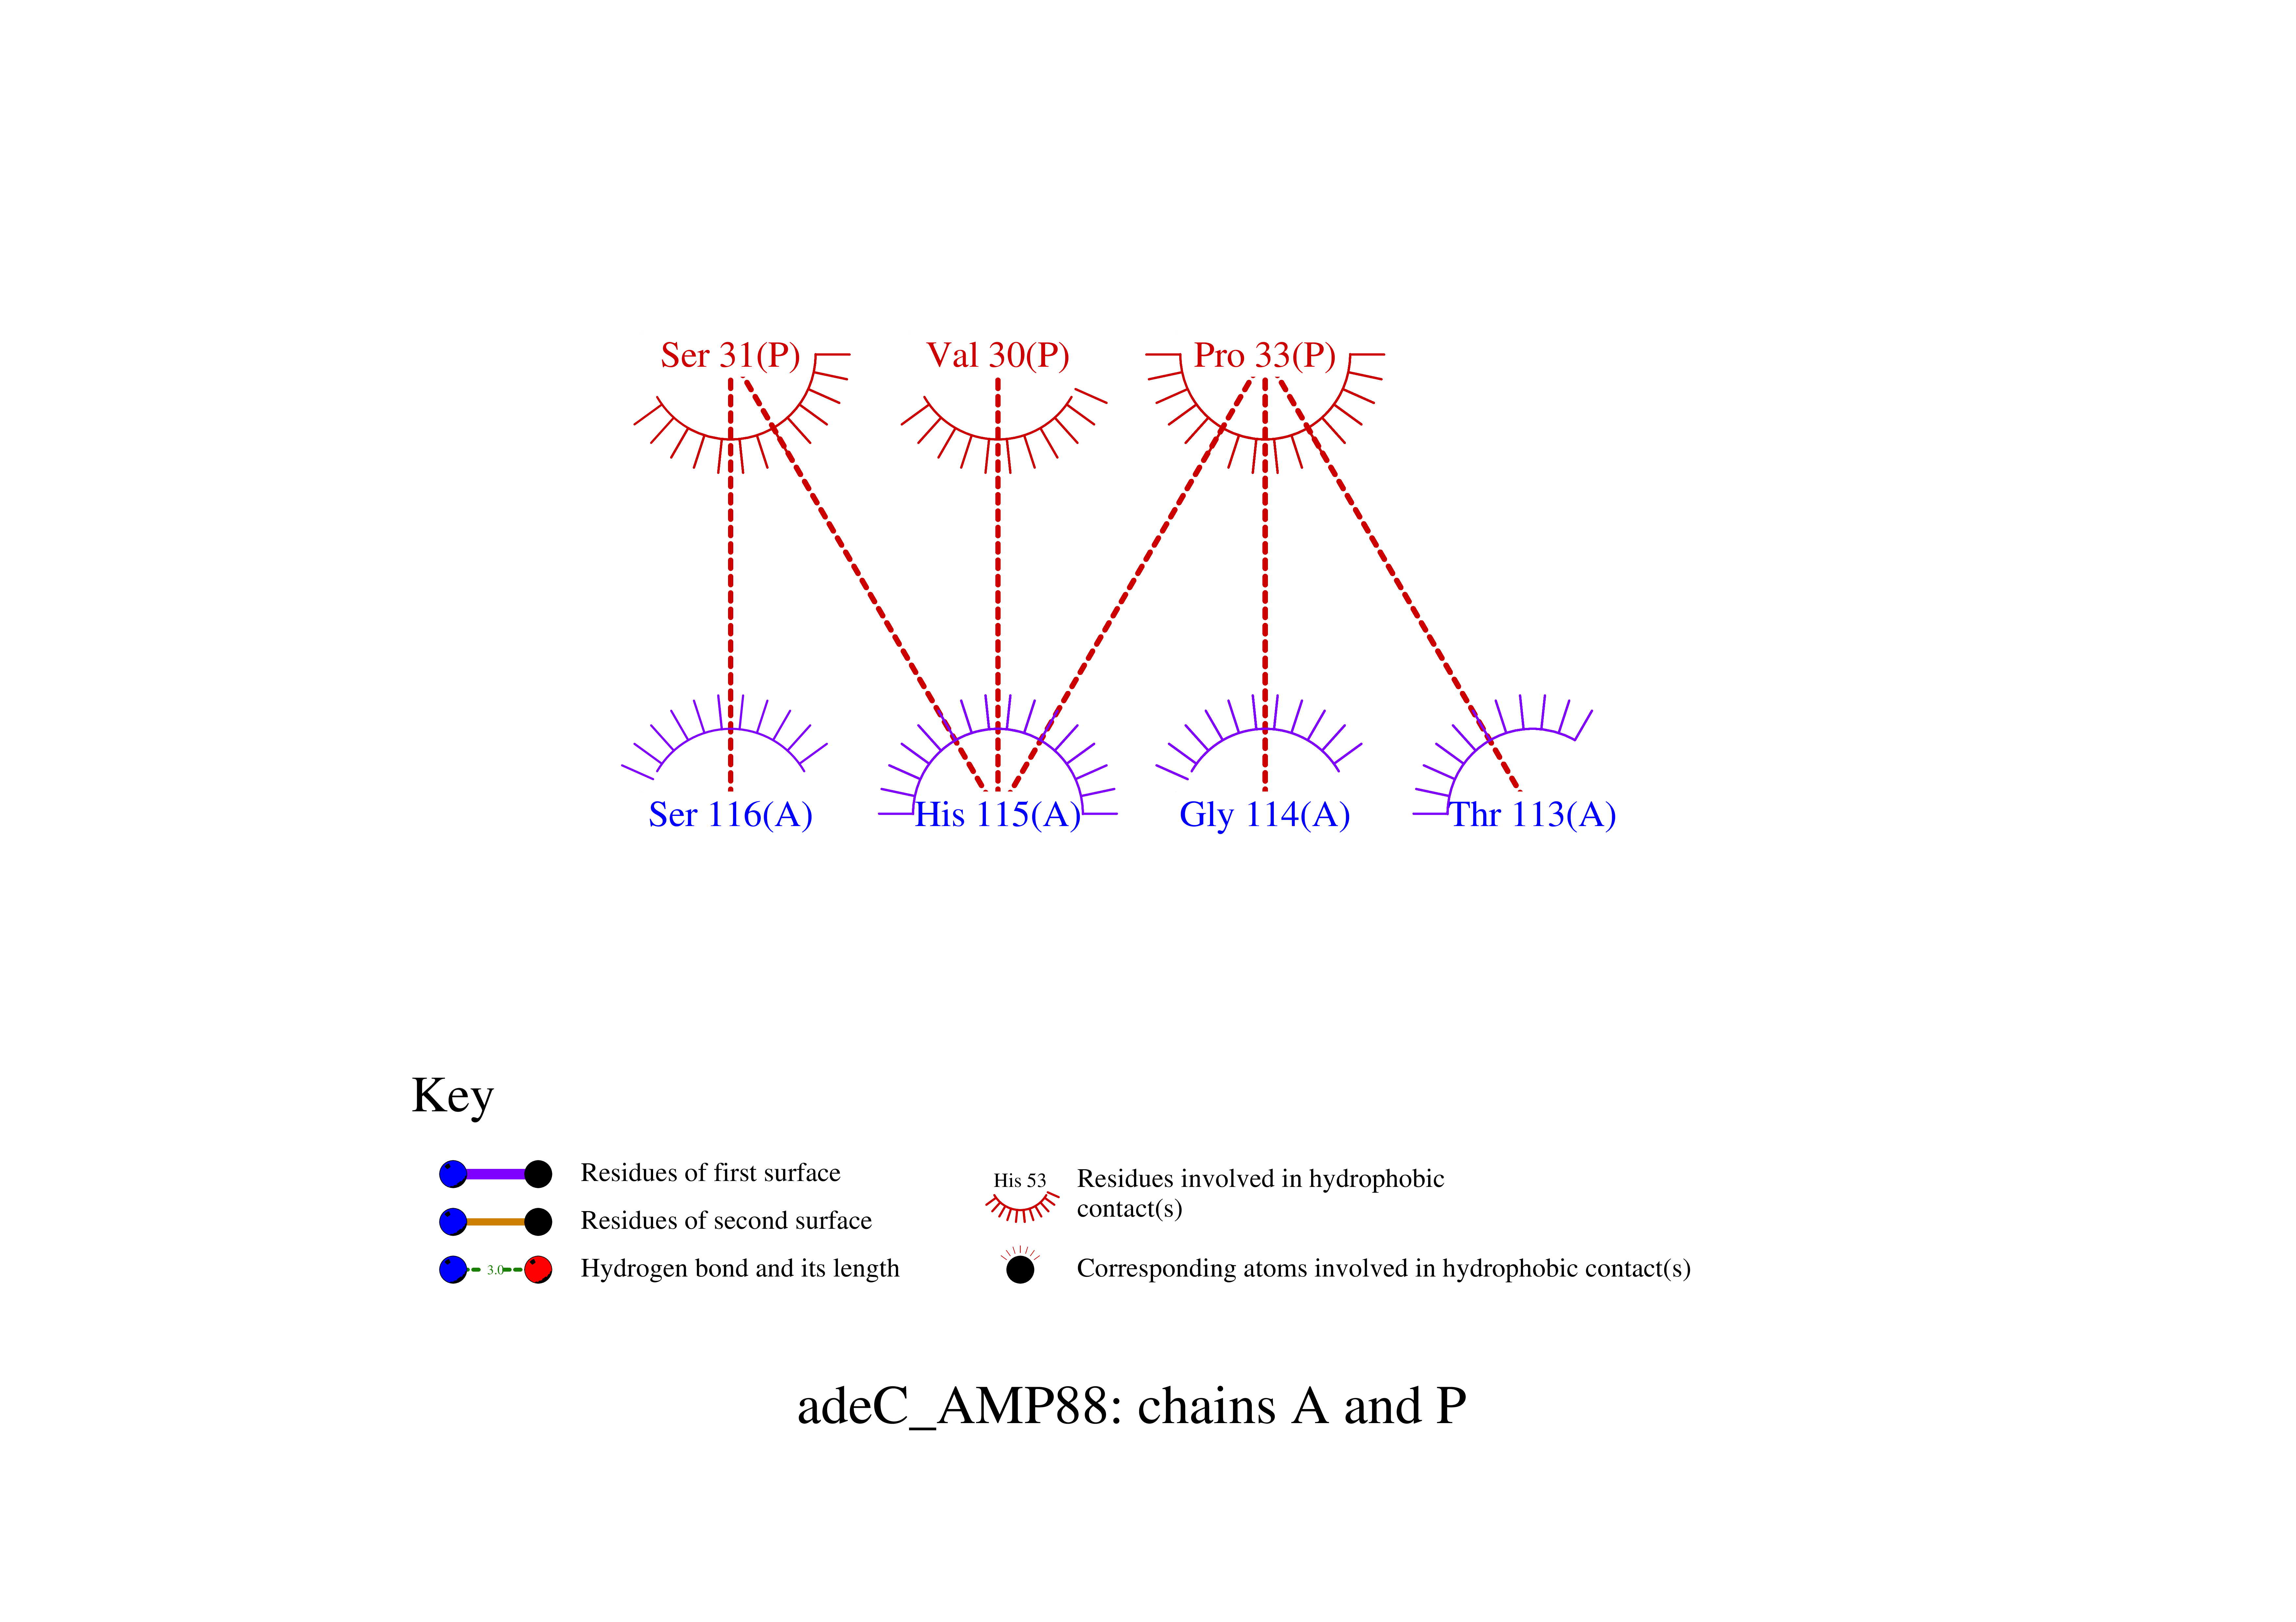 Ser 31(P) Val 30(P) Pro 33(P)
Ser 116(A) His 115(A) Gly 114(A) Thr 113(A)
Key
Residues of first surface
Residues of second surface
3.0 Hydrogen bond and its length
His 53 Residues involved in hydrophobic
contact(s)
Corresponding atoms involved in hydrophobic contact(s)
adeC_AMP88: chains A and P